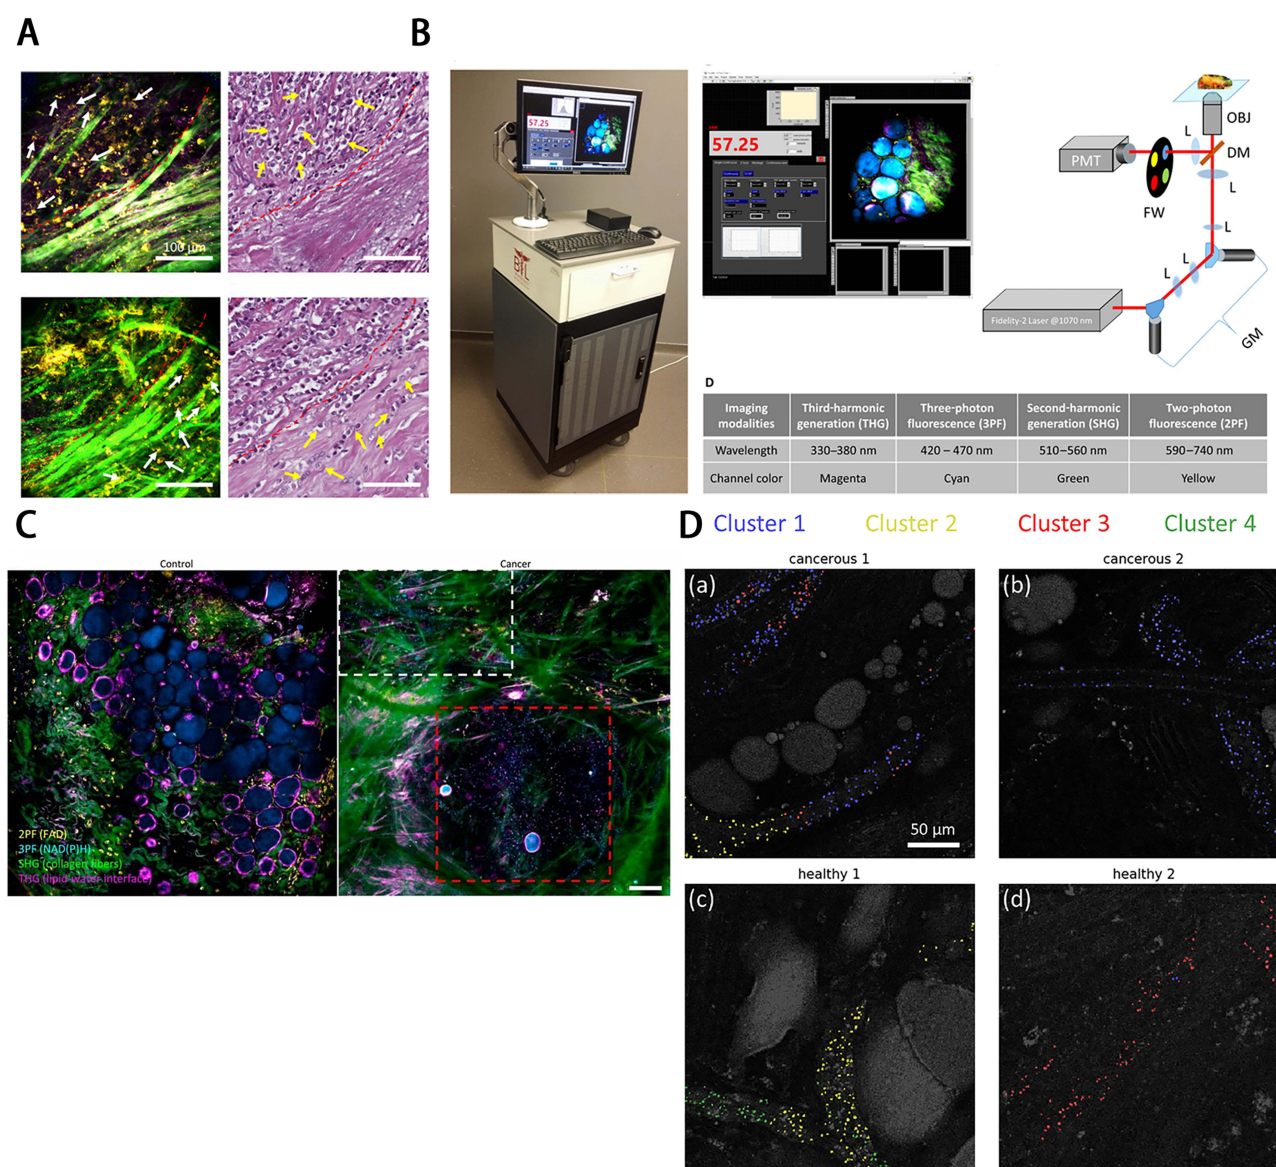 A
B
100 μm
57.25
57.25
OBJ
L
DM
PMT
L
FW
L
L
L
Fidelity-2 Laser @1070 nm
GM
D
Imaging modalities
Third-harmonic generation (THG)
Three-photon fluorescence (3PF)
Second-harmonic generation (SHG)
Two-photon fluorescence (2PF)
Wavelength
330–380 nm
420 – 470 nm
510–560 nm
590–740 nm
Channel color
Magenta
Cyan
Green
Yellow
C
Control
Cancer
2PF (FAD)
3PF (NAD(P)H)
SHG (collagen fibers)
THG (lipid-water-interface)
D
Cluster 1
Cluster 2
Cluster 3
Cluster 4
cancerous 1
cancerous 2
(a)
(b)
50 μm
healthy 1
healthy 2
(c)
(d)